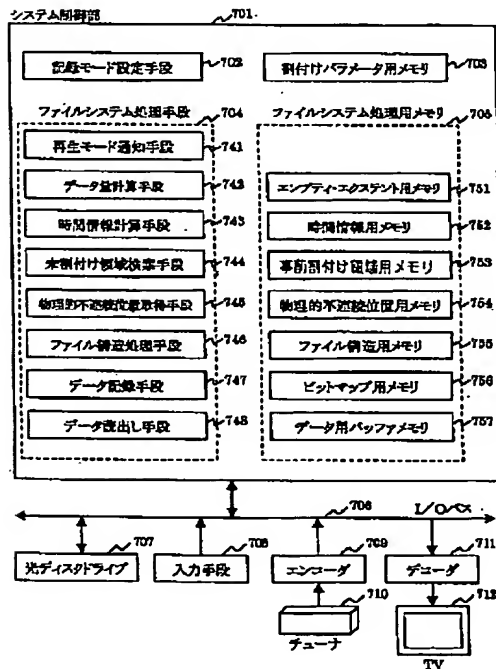 システム制御部
701
記録モード設定手段
702
割付けパラメータ用メモリ
703
ファイルシステム処理手段
704
再生モード通知手段
741
データ量計算手段
742
時間情報計算手段
743
未割付け領域検索手段
744
物理的不連続位置取得手段
745
ファイル構造処理手段
746
データ記録手段
747
データ読出し手段
748
ファイルシステム処理用メモリ
705
エンプティ・エクステント用メモリ
751
時間情報用メモリ
752
事前割付け領域用メモリ
753
物理的不連続位置用メモリ
754
ファイル構造用メモリ
755
ビットマップ用メモリ
756
データ用バッファメモリ
757
706
I/Oバス
光ディスクドライブ
707
入力手段
708
エンコーダ
709
デコーダ
711
チューナ
710
TV
712